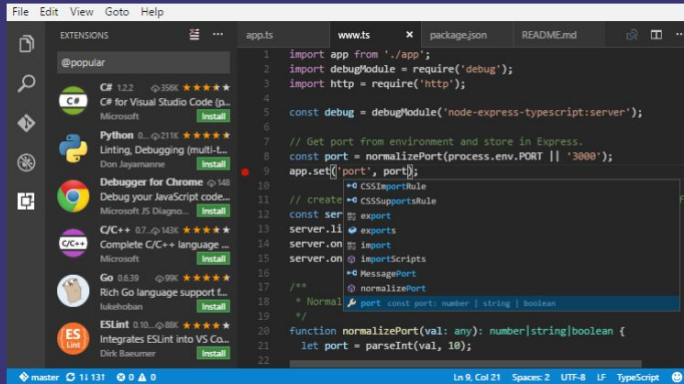 File Edit View Goto Help
EXTENSIONS
@popular
C# 1.2.2 356K
C# for Visual Studio Code (p...
Microsoft Install
Python 0.... 211K
Linting, Debugging (multi-t...
Don Jayamanne Install
Debugger for Chrome 148
Debug your JavaScript code...
Microsoft JS Diagno... Install
C/C++ 0.7... 143K
Complete C/C++ language ...
Microsoft Install
Go 0.6.39 99K
Rich Go language support f...
lukehoban Install
ESLint 0.10... 88K
Integrates ESLint into VS Co...
Dirk Baeumer Install
C#
C/C++
ES
Lint
app.ts www.ts package.json README.md
1 import app from './app';
2 import debugModule = require('debug');
3 import http = require('http');
4
5 const debug = debugModule('node-express-typescript:server');
6
7 // Get port from environment and store in Express.
8 const port = normalizePort(process.env.PORT || '3000');
9 app.set('port', port);
10
11 // create
12 const ser
13 server.li
14 server.on
15 server.on
16
17 /**
18 * Normal
19 */
20 function normalizePort(val: any): number|string|boolean {
21 let port = parseInt(val, 10);
22
CSSImportRule
CSSSupportsRule
export
exports
import
importScripts
MessagePort
normalizePort
port const port: number | string | boolean
master 1↓ 131↑ 0 0 Ln 9, Col 21 Spaces: 2 UTF-8 LF TypeScript